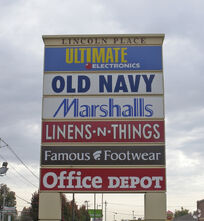 LINCOLN PLACE
ULTIMATE
ELECTRONICS
OLD NAVY
Marshalls
LINENS-N-THINGS
Famous Footwear
Office DEPOT